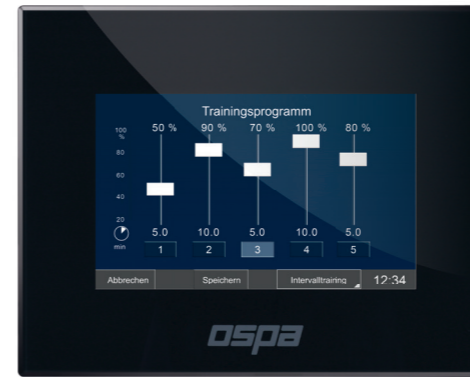 Trainingsprogramm
100 % 50 % 90 % 70 % 100 % 80 %
80
60
40
20
5.0 10.0 5.0 10.0 5.0
min 1 2 3 4 5
Abbrechen Speichern Intervalltrairing 12:34
ospa